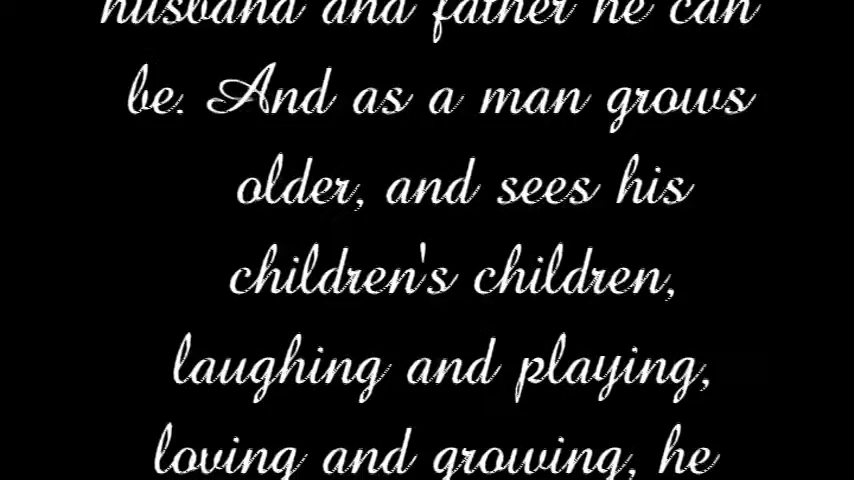 husband and father he can
be. And as a man grows
older, and sees his
children's children,
laughing and playing,
loving and growing, he